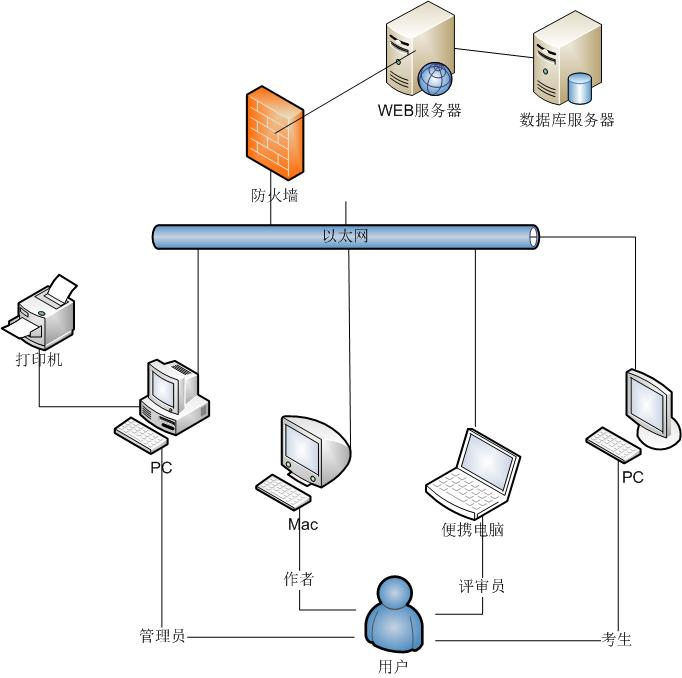 WEB服务器
数据库服务器
防火墙
以太网
打印机
PC
PC
Mac
便携电脑
作者
评审员
管理员
考生
用户